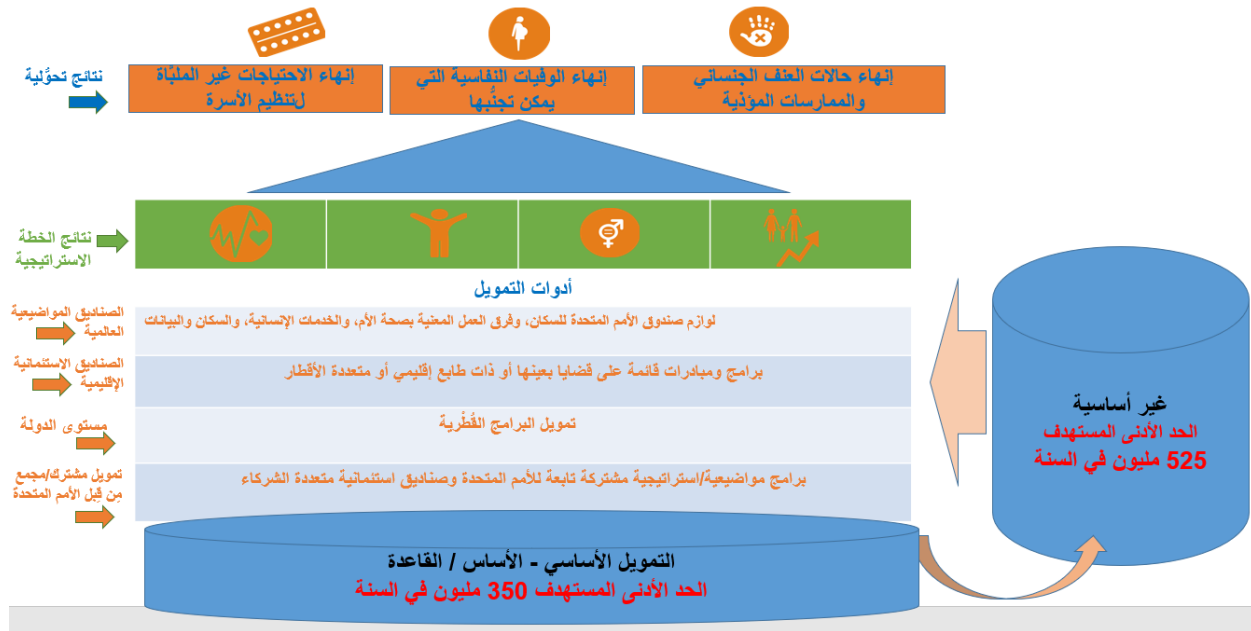 إنهاء حالات العنف الجنساني
والممارسات المؤذية
إنهاء الوفيات النفاسية التي
يمكن تجنُّبها
إنهاء الاحتياجات غير الملبَّاة
لتنظيم الأسرة
نتائج تحوُّلية
نتائج الخطة
الاستراتيجية
أدوات التمويل
الصناديق المواضيعية
العالمية
لوازم صندوق الأمم المتحدة للسكان، وفرق العمل المعنية بصحة الأم، والخدمات الإنسانية، والسكان والبيانات
الصناديق الاستئمانية
الإقليمية
برامج ومبادرات قائمة على قضايا بعينها أو ذات طابع إقليمي أو متعددة الأقطار
مستوى الدولة
تمويل البرامج القُطْرية
تمويل مشترك/مجمع
مِن قِبل الأمم المتحدة
برامج مواضيعية/استراتيجية مشتركة تابعة للأمم المتحدة وصناديق استئمانية متعددة الشركاء
غير أساسية
الحد الأدنى المستهدف
525 مليون في السنة
التمويل الأساسي - الأساس / القاعدة
الحد الأدنى المستهدف 350 مليون في السنة